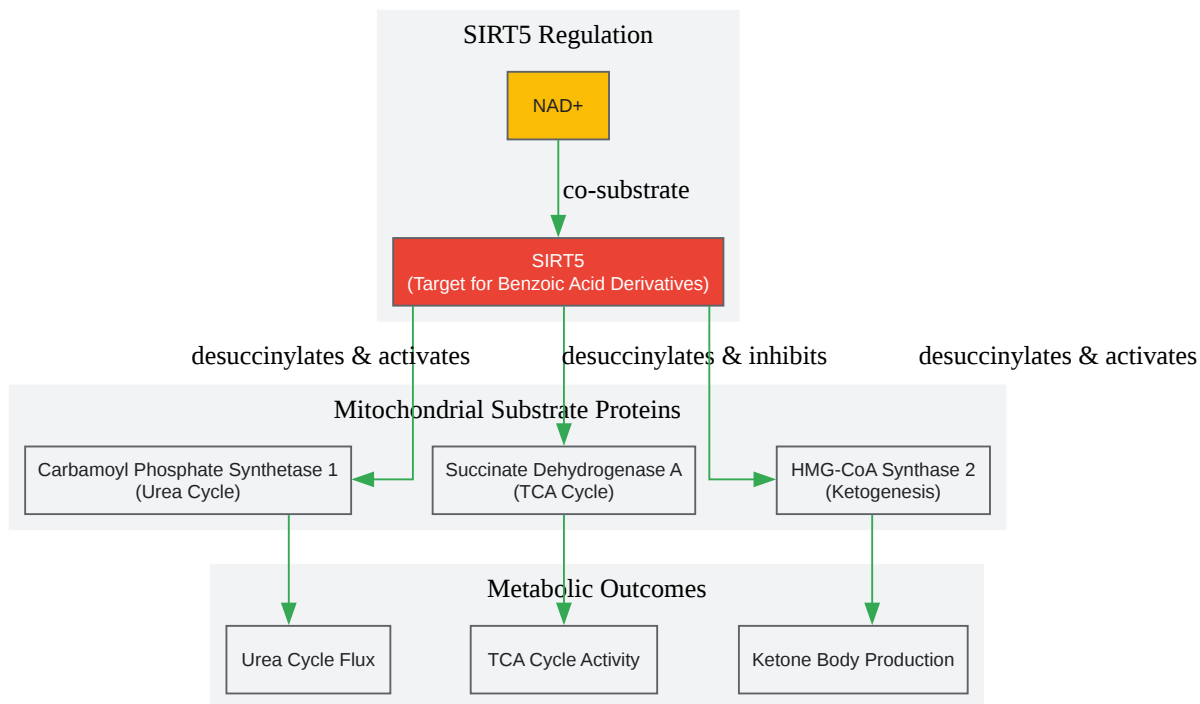 SIRT5 Regulation
NAD+
co-substrate
SIRT5
(Target for Benzoic Acid Derivatives)
desuccinylates & activates
desuccinylates & inhibits
desuccinylates & activates
Mitochondrial Substrate Proteins
Carbamoyl Phosphate Synthetase 1
(Urea Cycle)
Succinate Dehydrogenase A
(TCA Cycle)
HMG-CoA Synthase 2
(Ketogenesis)
Metabolic Outcomes
Urea Cycle Flux
TCA Cycle Activity
Ketone Body Production